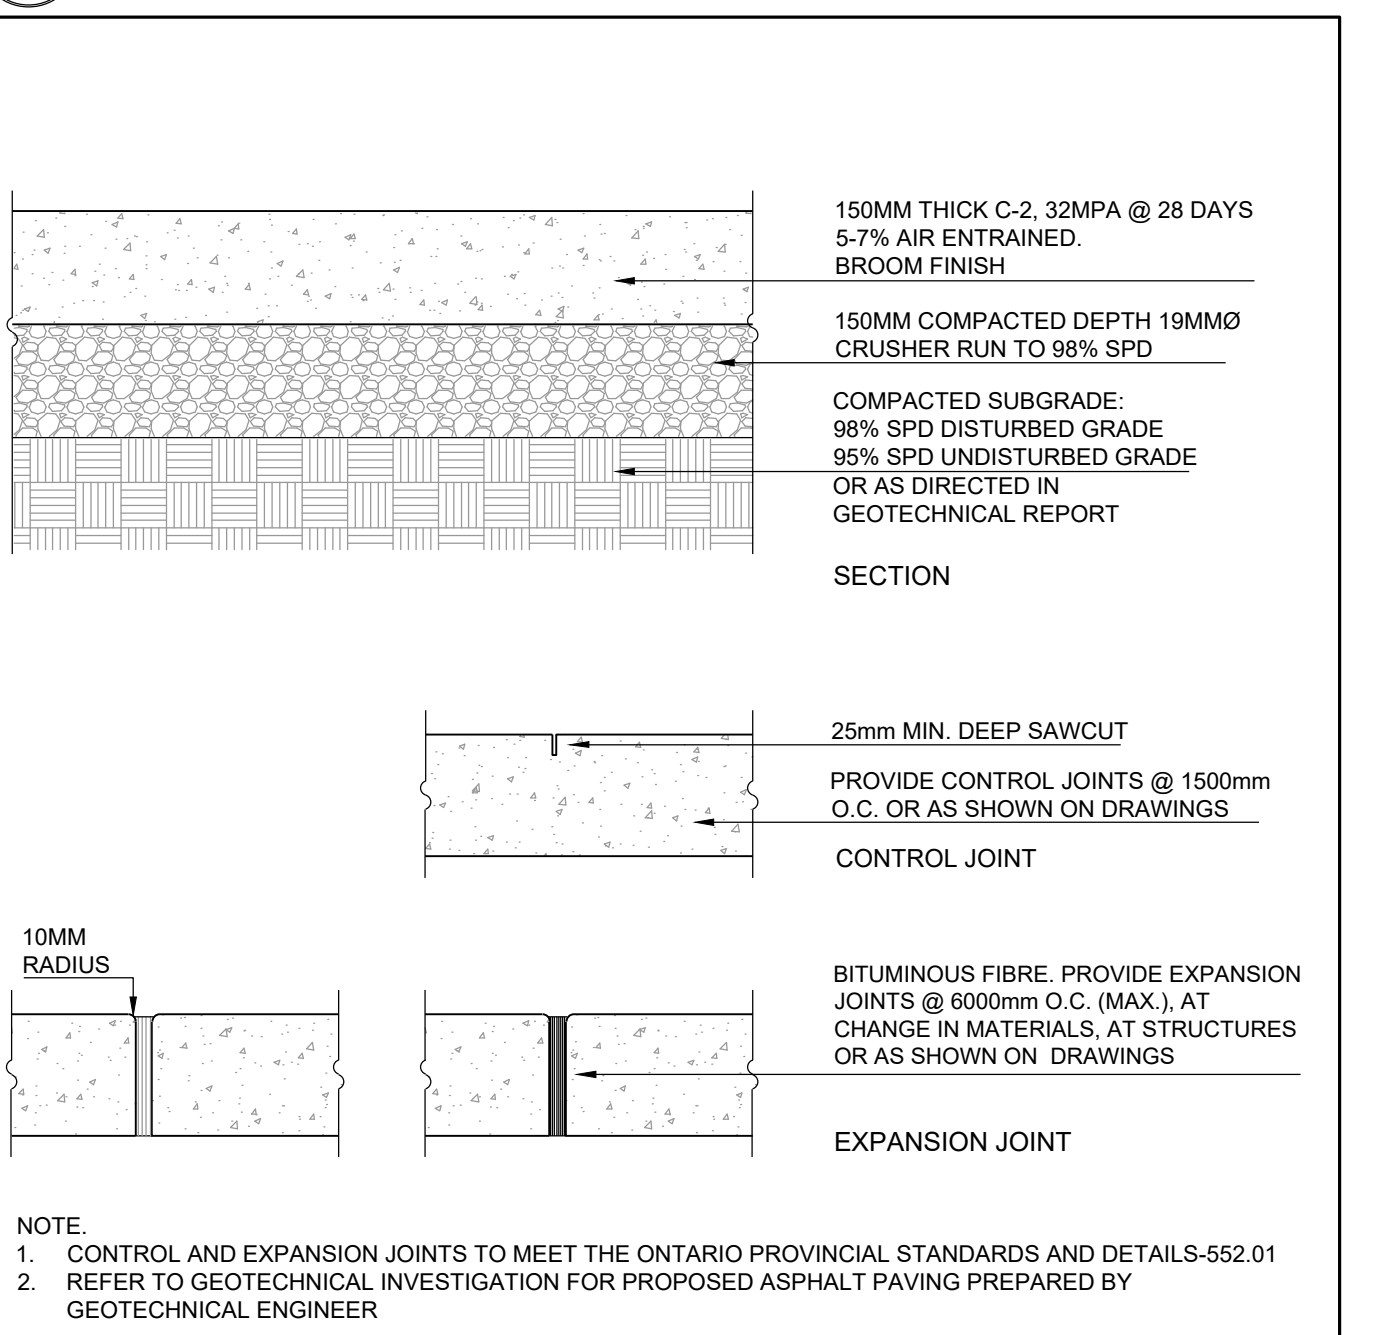 150MM THICK C-2, 32MPA @ 28 DAYS
5-7% AIR ENTRAINED.
BROOM FINISH
150MM COMPACTED DEPTH 19MMØ
CRUSHER RUN TO 98% SPD
COMPACTED SUBGRADE:
98% SPD DISTURBED GRADE
95% SPD UNDISTURBED GRADE
OR AS DIRECTED IN
GEOTECHNICAL REPORT
SECTION
25mm MIN. DEEP SAWCUT
PROVIDE CONTROL JOINTS @ 1500mm
O.C. OR AS SHOWN ON DRAWINGS
CONTROL JOINT
10MM
RADIUS
BITUMINOUS FIBRE. PROVIDE EXPANSION
JOINTS @ 6000mm O.C. (MAX.), AT
CHANGE IN MATERIALS, AT STRUCTURES
OR AS SHOWN ON DRAWINGS
EXPANSION JOINT
NOTE.
1. CONTROL AND EXPANSION JOINTS TO MEET THE ONTARIO PROVINCIAL STANDARDS AND DETAILS-552.01
2. REFER TO GEOTECHNICAL INVESTIGATION FOR PROPOSED ASPHALT PAVING PREPARED BY
GEOTECHNICAL ENGINEER